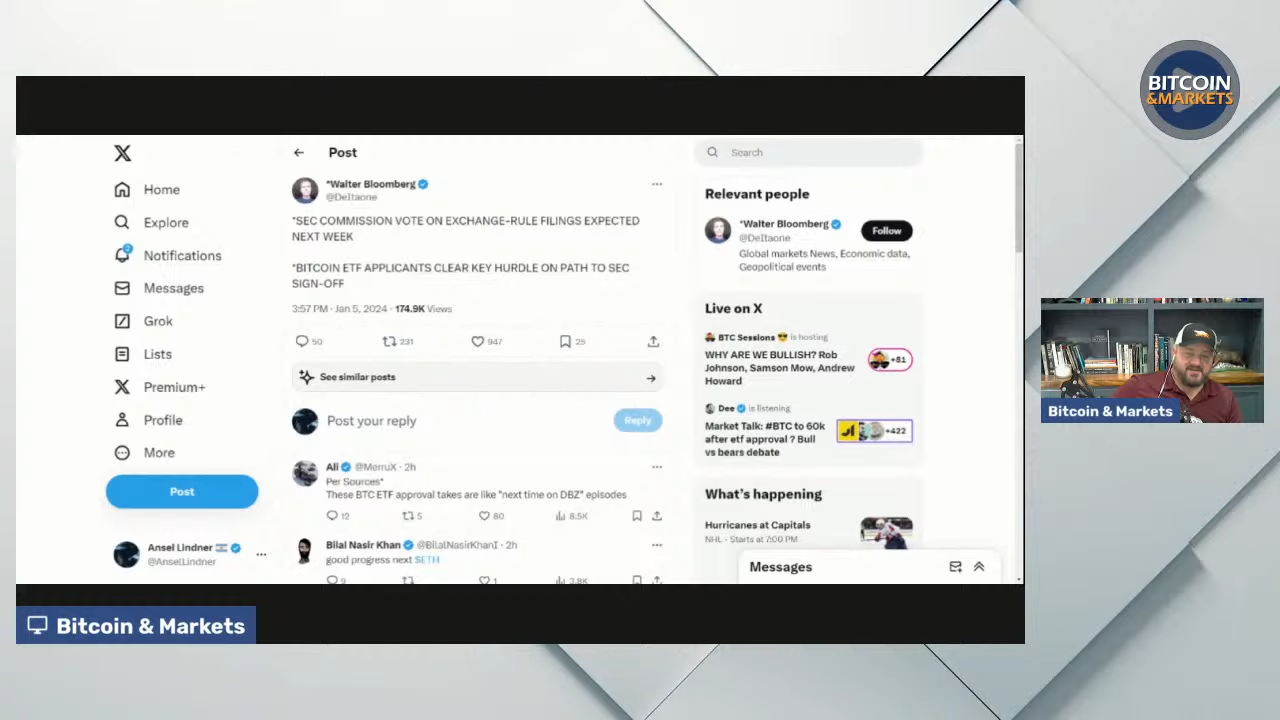 BITCOIN
&MARKETS
X
Home
Explore
2
Notifications
Messages
Grok
Lists
Premium+
Profile
More
Post
Ansel Lindner
@AnselLindner
Post
*Walter Bloomberg
@DeItaone
*SEC COMMISSION VOTE ON EXCHANGE-RULE FILINGS EXPECTED
NEXT WEEK
*BITCOIN ETF APPLICANTS CLEAR KEY HURDLE ON PATH TO SEC
SIGN-OFF
3:57 PM · Jan 5, 2024 · 174.9K Views
50 231 947 25
See similar posts
Post your reply
Reply
Ali @MerruX · 2h
Per Sources*
These BTC ETF approval takes are like "next time on DBZ" episodes
12 5 80 8.5K
Bilal Nasir Khan @BilalNasirKhan1 · 2h
good progress next $ETH
9 1 3.8K
Search
Relevant people
*Walter Bloomberg
@DeItaone
Follow
Global markets News, Economic data,
Geopolitical events
Live on X
BTC Sessions is hosting
WHY ARE WE BULLISH? Rob
Johnson, Samson Mow, Andrew
Howard
+81
Dee is listening
Market Talk: #BTC to 60k
after etf approval ? Bull
vs bears debate
+422
What's happening
Hurricanes at Capitals
NHL · Starts at 7:00 PM
Messages
Bitcoin & Markets
Bitcoin & Markets